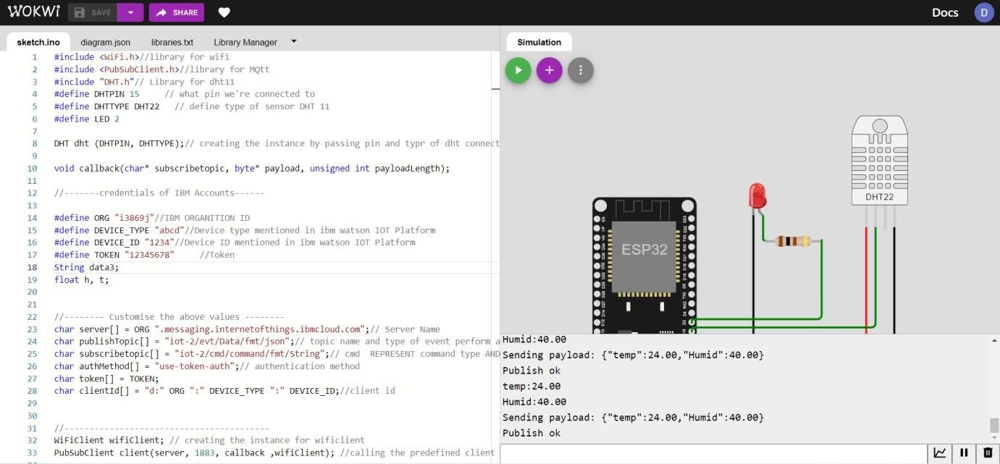 WOKWi
SAVE
SHARE
Docs
D
sketch.ino
diagram.json
libraries.txt
Library Manager
1 #include <WiFi.h>//library for wifi
2 #include <PubSubClient.h>//library for MQtt
3 #include "DHT.h"// Library for dht11
4 #define DHTPIN 15 // what pin we're connected to
5 #define DHTTYPE DHT22 // define type of sensor DHT 11
6 #define LED 2
7
8 DHT dht (DHTPIN, DHTTYPE);// creating the instance by passing pin and typr of dht connect
9
10 void callback(char* subscribetopic, byte* payload, unsigned int payloadLength);
11
12 //-------credentials of IBM Accounts------
13
14 #define ORG "i3869j"//IBM ORGANITION ID
15 #define DEVICE_TYPE "abcd"//Device type mentioned in ibm watson IOT Platform
16 #define DEVICE_ID "1234"//Device ID mentioned in ibm watson IOT Platform
17 #define TOKEN "12345678" //Token
18 String data3;
19 float h, t;
20
21
22 //-------- Customise the above values --------
23 char server[] = ORG ".messaging.internetofthings.ibmcloud.com";// Server Name
24 char publishTopic[] = "iot-2/evt/Data/fmt/json";// topic name and type of event perform a
25 char subscribetopic[] = "iot-2/cmd/command/fmt/String";// cmd REPRESENT command type AND
26 char authMethod[] = "use-token-auth";// authentication method
27 char token[] = TOKEN;
28 char clientId[] = "d:" ORG ":" DEVICE_TYPE ":" DEVICE_ID;//client id
29
30
31 //-----------------------------------------
32 WiFiClient wifiClient; // creating the instance for wificlient
33 PubSubClient client(server, 1883, callback ,wifiClient); //calling the predefined client
Simulation
DHT22
ESP32
Humid:40.00
Sending payload: {"temp":24.00,"Humid":40.00}
Publish ok
temp:24.00
Humid:40.00
Sending payload: {"temp":24.00,"Humid":40.00}
Publish ok